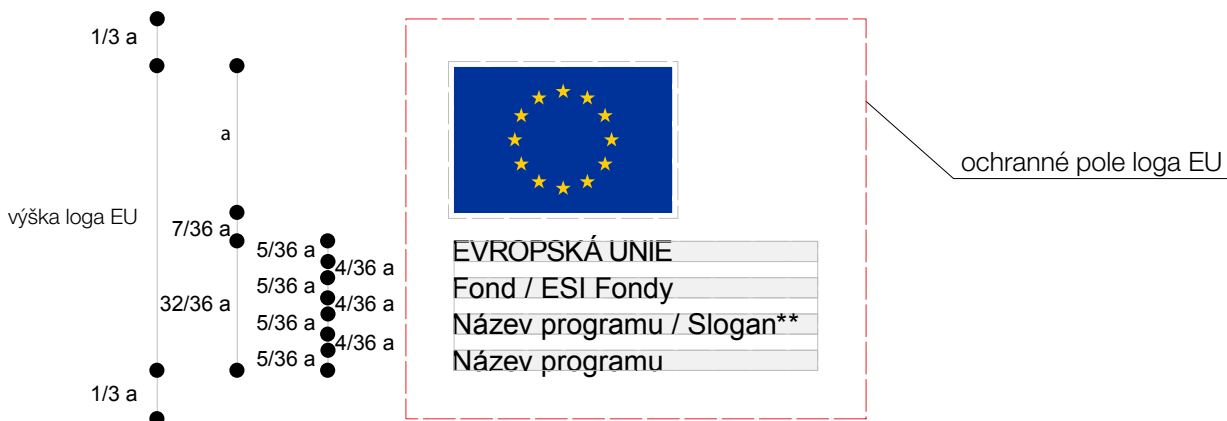 1/3 a
a
výška loga EU
7/36 a
32/36 a
1/3 a
5/36 a
4/36 a
5/36 a
4/36 a
5/36 a
4/36 a
5/36 a
EVROPSKÁ UNIE
Fond / ESI Fondy
Název programu / Slogan**
Název programu
ochranné pole loga EU